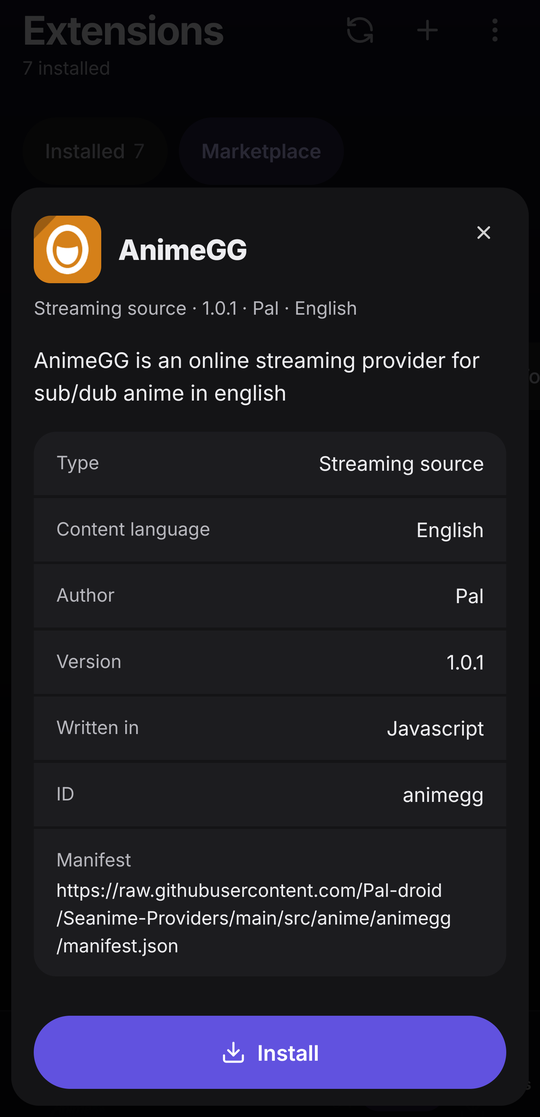 Extensions
7 installed
Installed 7
Marketplace
AnimeGG
Streaming source · 1.0.1 · Pal · English
AnimeGG is an online streaming provider for
sub/dub anime in english
Type
Streaming source
Content language
English
Author
Pal
Version
1.0.1
Written in
Javascript
ID
animegg
Manifest
https://raw.githubusercontent.com/Pal-droid
/Seanime-Providers/main/src/anime/animegg
/manifest.json
Install